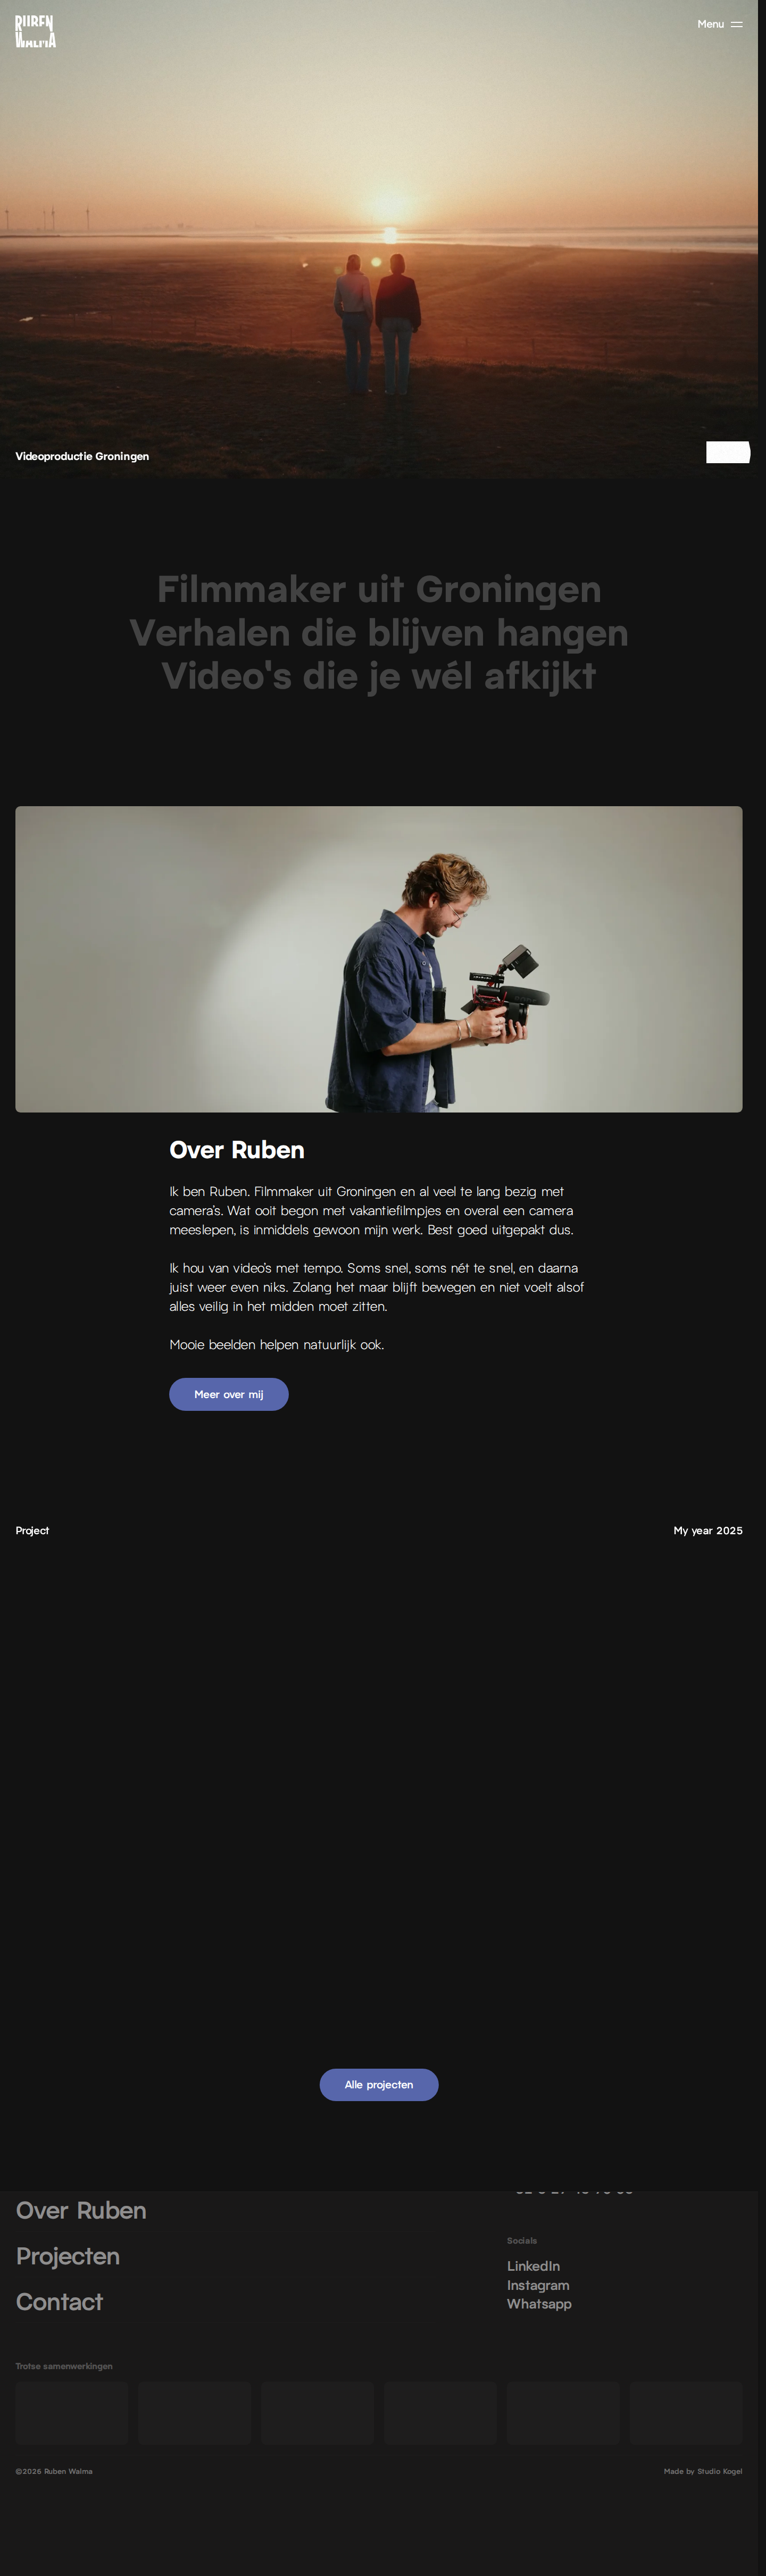 RUBEN
WALMA
Menu
Videoproductie Groningen
Filmmaker uit Groningen
Verhalen die blijven hangen
Video's die je wél afkijkt
Over Ruben
Ik ben Ruben. Filmmaker uit Groningen en al veel te lang bezig met
camera's. Wat ooit begon met vakantiefilmpjes en overal een camera
meeslepen, is inmiddels gewoon mijn werk. Best goed uitgepakt dus.
Ik hou van video's met tempo. Soms snel, soms nét te snel, en daarna
juist weer even niks. Zolang het maar blijft bewegen en niet voelt alsof
alles veilig in het midden moet zitten.
Mooie beelden helpen natuurlijk ook.
Meer over mij
Project
My year 2025
Alle projecten
Over Ruben
Projecten
Contact
Socials
LinkedIn
Instagram
Whatsapp
Trotse samenwerkingen
©2026 Ruben Walma
Made by Studio Kogel